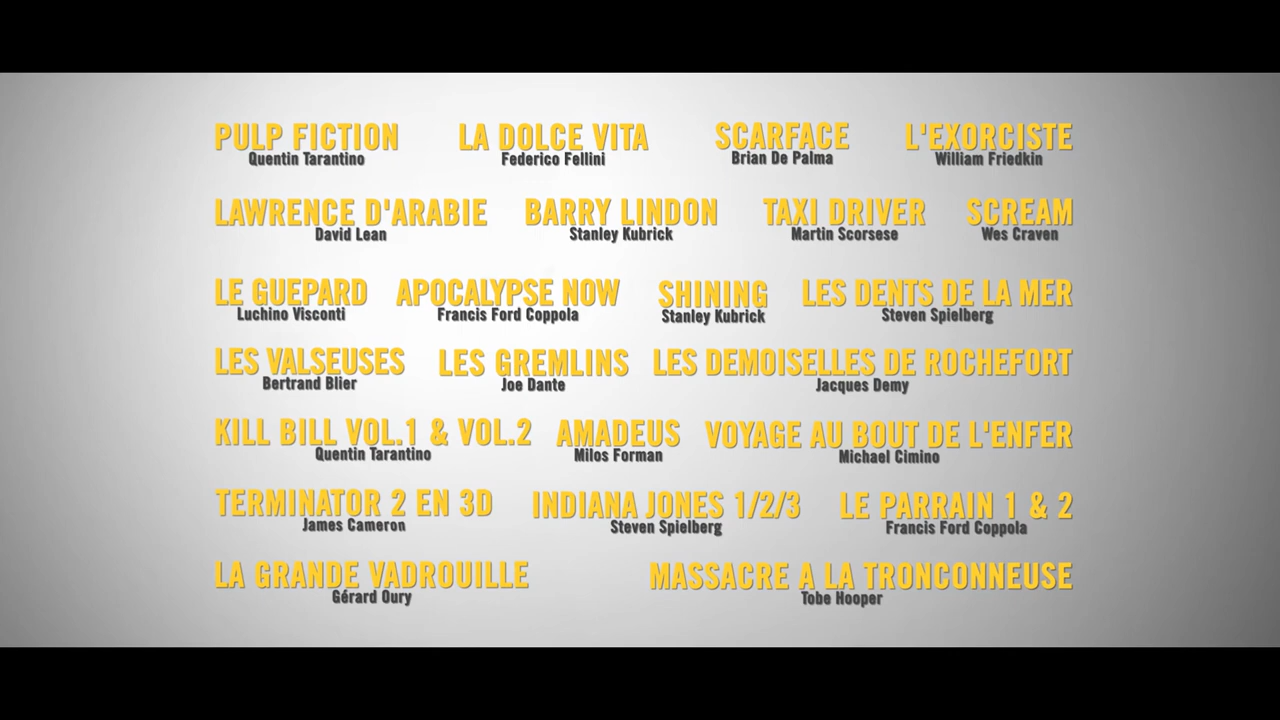 PULP FICTION LA DOLCE VITA SCARFACE L'EXORCISTE
Quentin Tarantino Federico Fellini Brian De Palma William Friedkin
LAWRENCE D'ARABIE BARRY LINDON TAXI DRIVER SCREAM
David Lean Stanley Kubrick Martin Scorsese Wes Craven
LE GUEPARD APOCALYPSE NOW SHINING LES DENTS DE LA MER
Luchino Visconti Francis Ford Coppola Stanley Kubrick Steven Spielberg
LES VALSEUSES LES GREMLINS LES DEMOISELLES DE ROCHEFORT
Bertrand Blier Joe Dante Jacques Demy
KILL BILL VOL.1 & VOL.2 AMADEUS VOYAGE AU BOUT DE L'ENFER
Quentin Tarantino Milos Forman Michael Cimino
TERMINATOR 2 EN 3D INDIANA JONES 1/2/3 LE PARRAIN 1 & 2
James Cameron Steven Spielberg Francis Ford Coppola
LA GRANDE VADROUILLE MASSACRE A LA TRONCONNEUSE
Gérard Oury Tobe Hooper